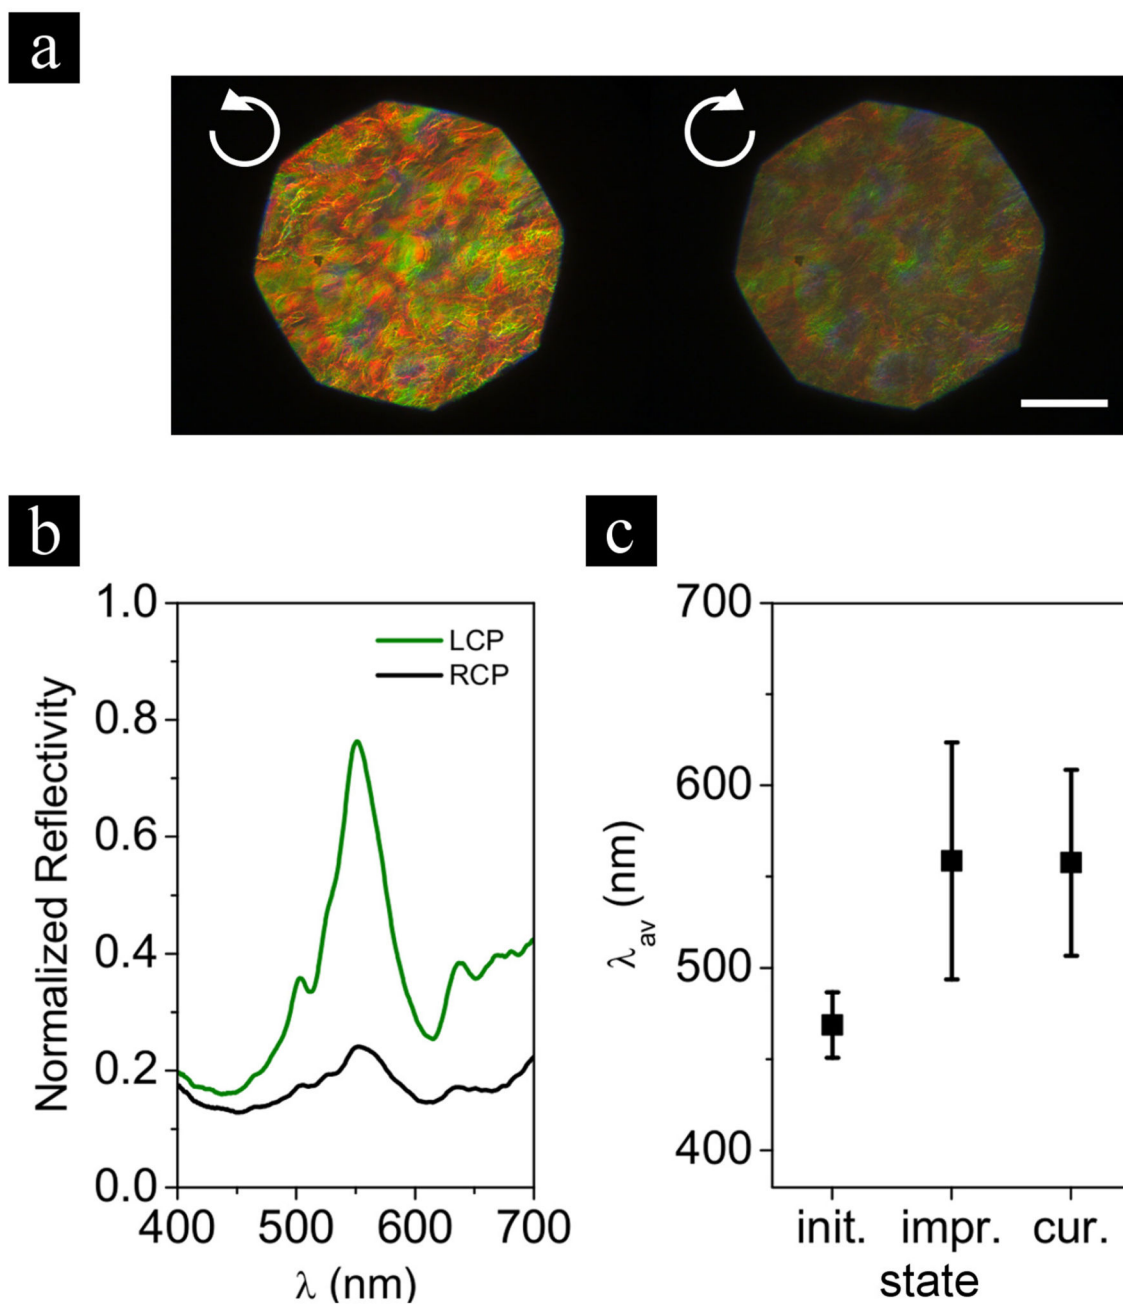 a
b
c
1.0
0.8
0.6
0.4
0.2
0.0
Normalized Reflectivity
LCP
RCP
400
500
600
700
λ (nm)
700
600
500
400
λav (nm)
init.
impr.
cur.
state